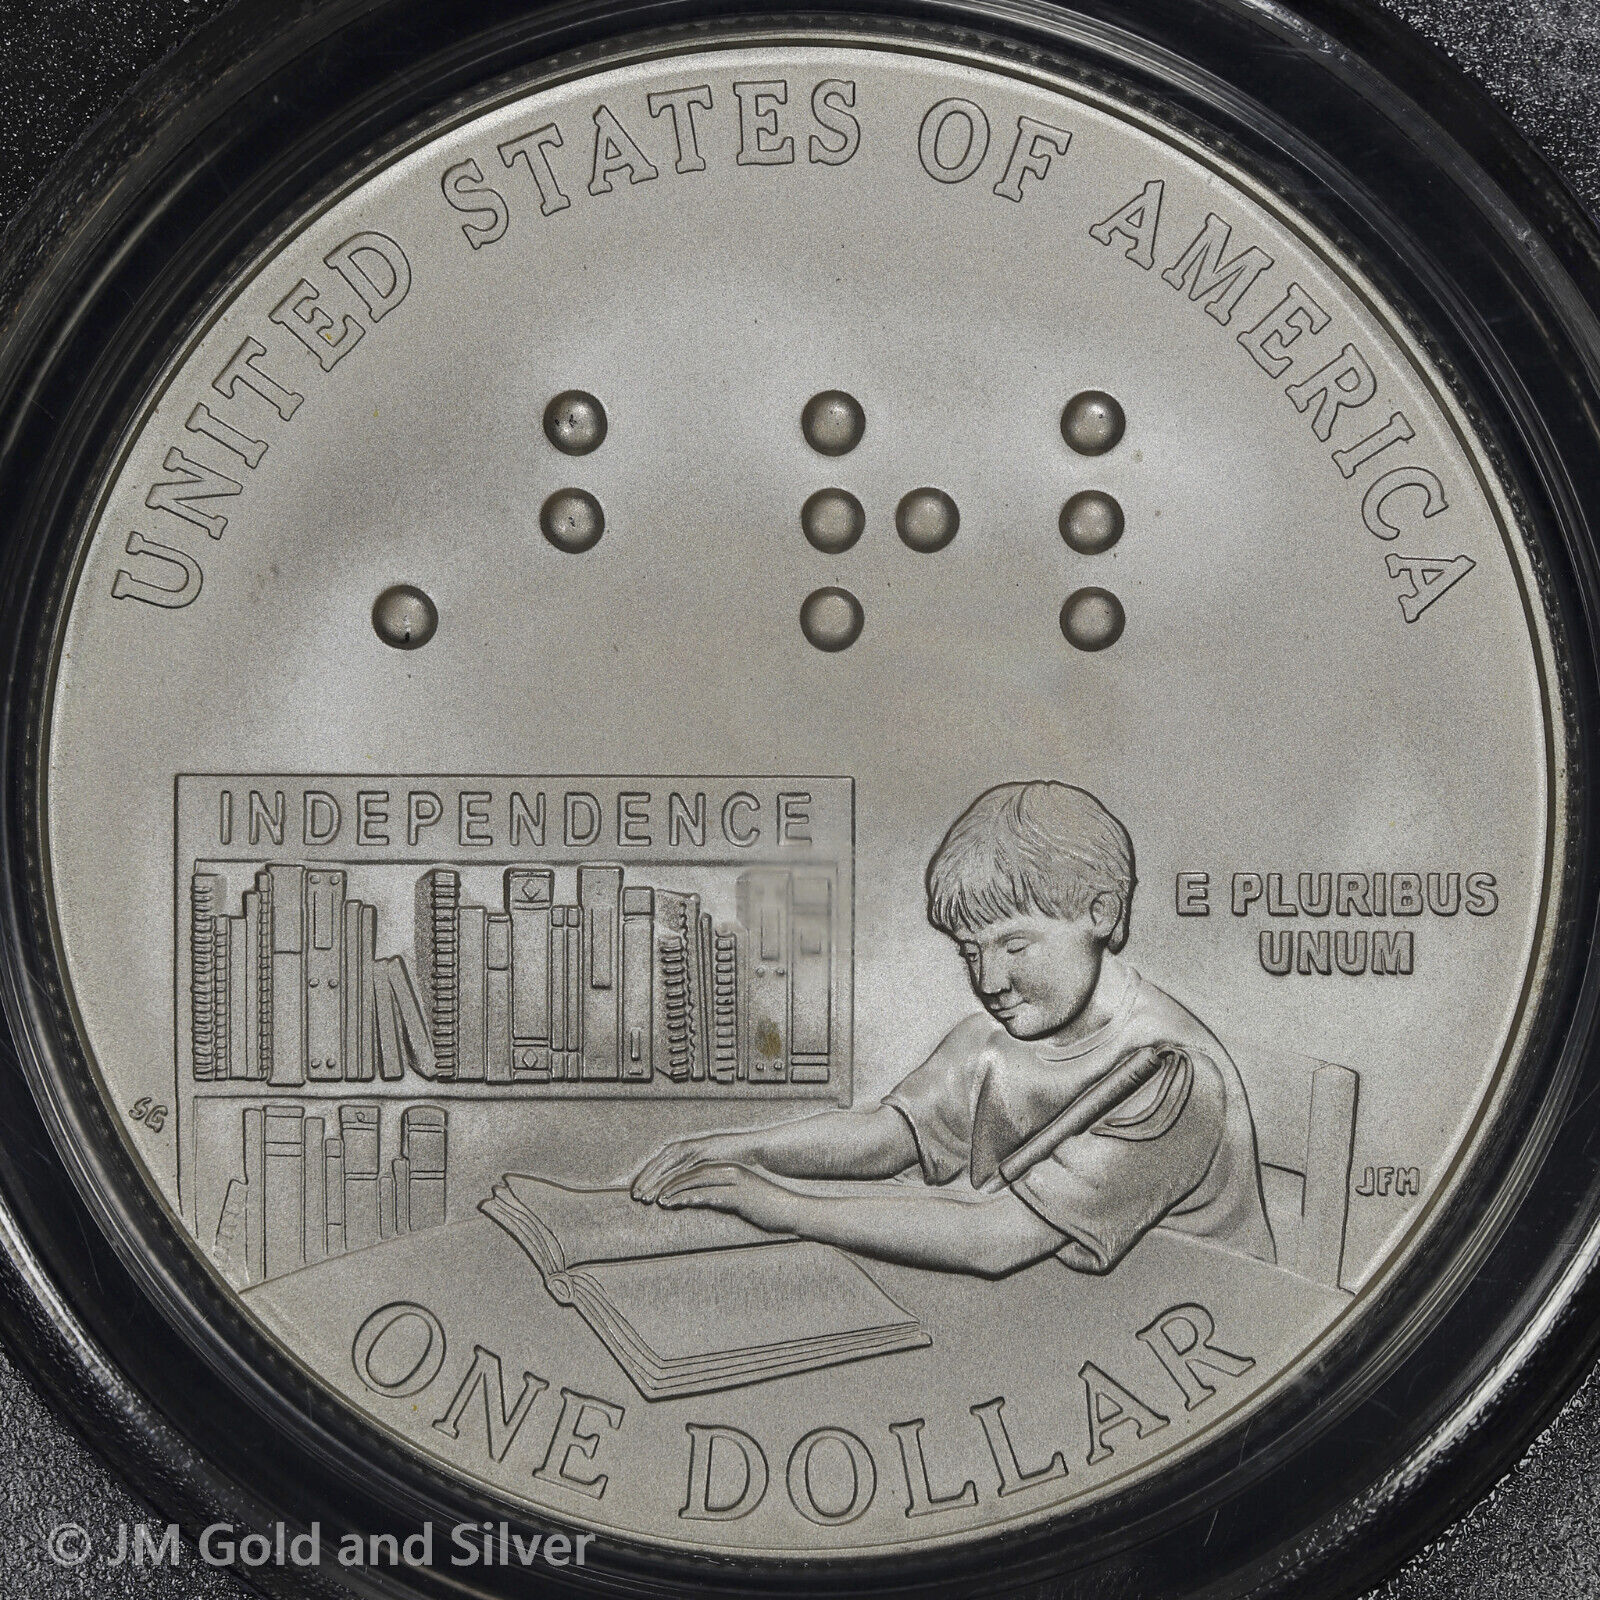 UNITED STATES OF AMERICA
⠠⠃⠗⠇
INDEPENDENCE
E PLURIBUS
UNUM
SG
JFM
ONE DOLLAR
© JM Gold and Silver